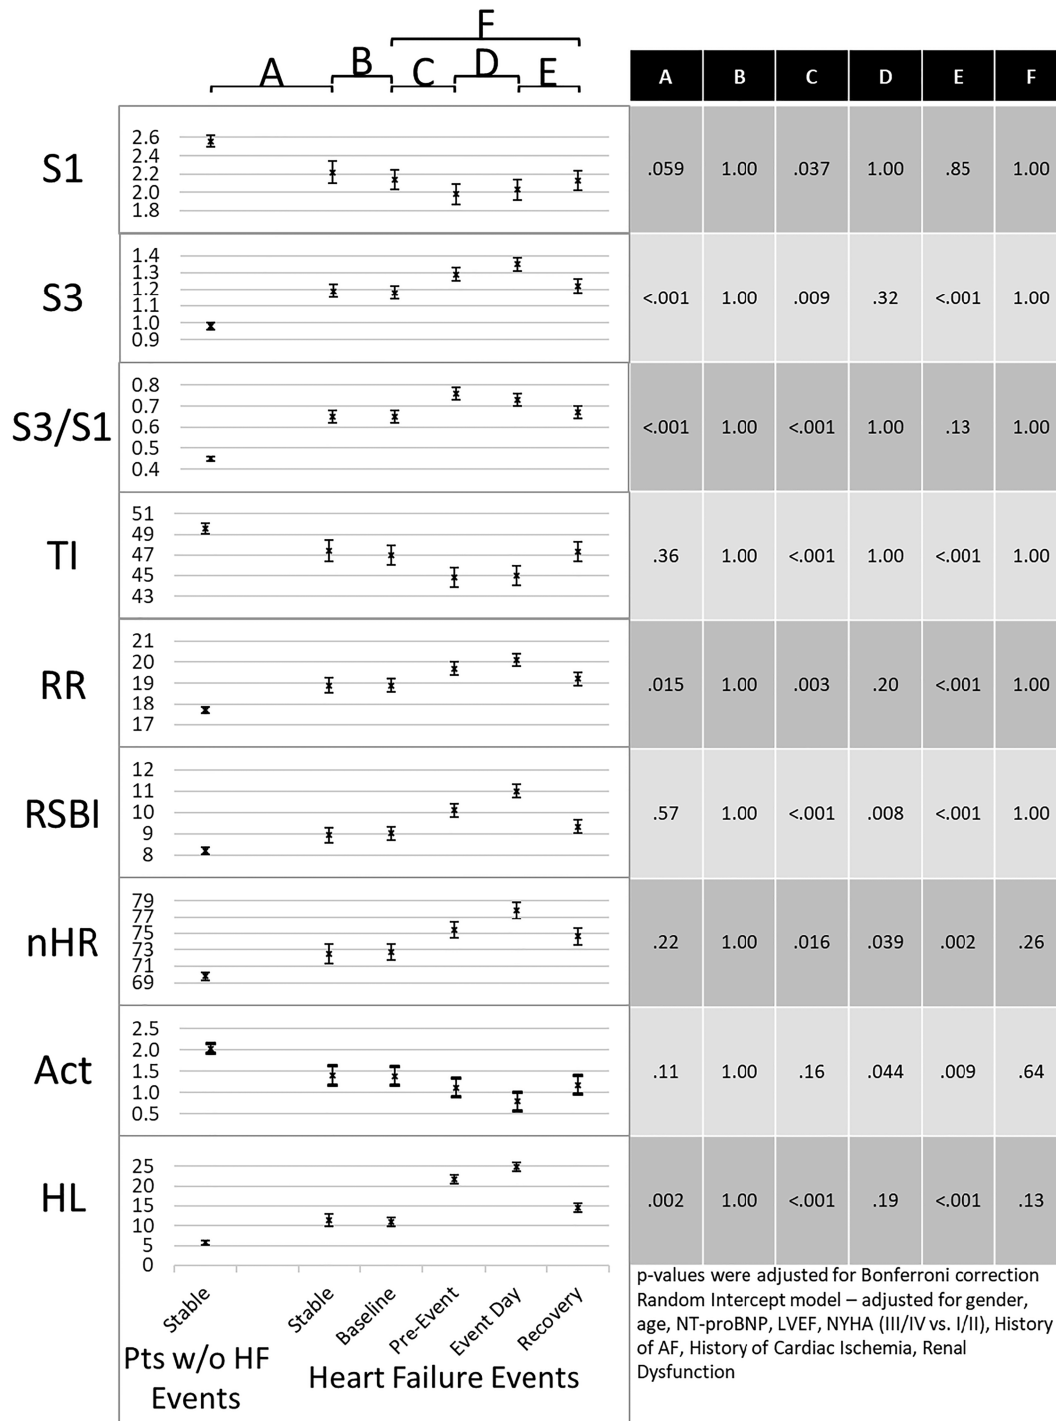 F
A B C D E
A B C D E F
S1
2.6
2.4
2.2
2.0
1.8
.059 1.00 .037 1.00 .85 1.00
S3
1.4
1.3
1.2
1.1
1.0
0.9
<.001 1.00 .009 .32 <.001 1.00
S3/S1
0.8
0.7
0.6
0.5
0.4
<.001 1.00 <.001 1.00 .13 1.00
TI
51
49
47
45
43
.36 1.00 <.001 1.00 <.001 1.00
RR
21
20
19
18
17
.015 1.00 .003 .20 <.001 1.00
RSBI
12
11
10
9
8
.57 1.00 <.001 .008 <.001 1.00
nHR
79
77
75
73
71
69
.22 1.00 .016 .039 .002 .26
Act
2.5
2.0
1.5
1.0
0.5
.11 1.00 .16 .044 .009 .64
HL
25
20
15
10
5
0
.002 1.00 <.001 .19 <.001 .13
Stable Stable Baseline Pre-Event Event Day Recovery
Pts w/o HF
Events
Heart Failure Events
p-values were adjusted for Bonferroni correction
Random Intercept model – adjusted for gender,
age, NT-proBNP, LVEF, NYHA (III/IV vs. I/II), History
of AF, History of Cardiac Ischemia, Renal
Dysfunction